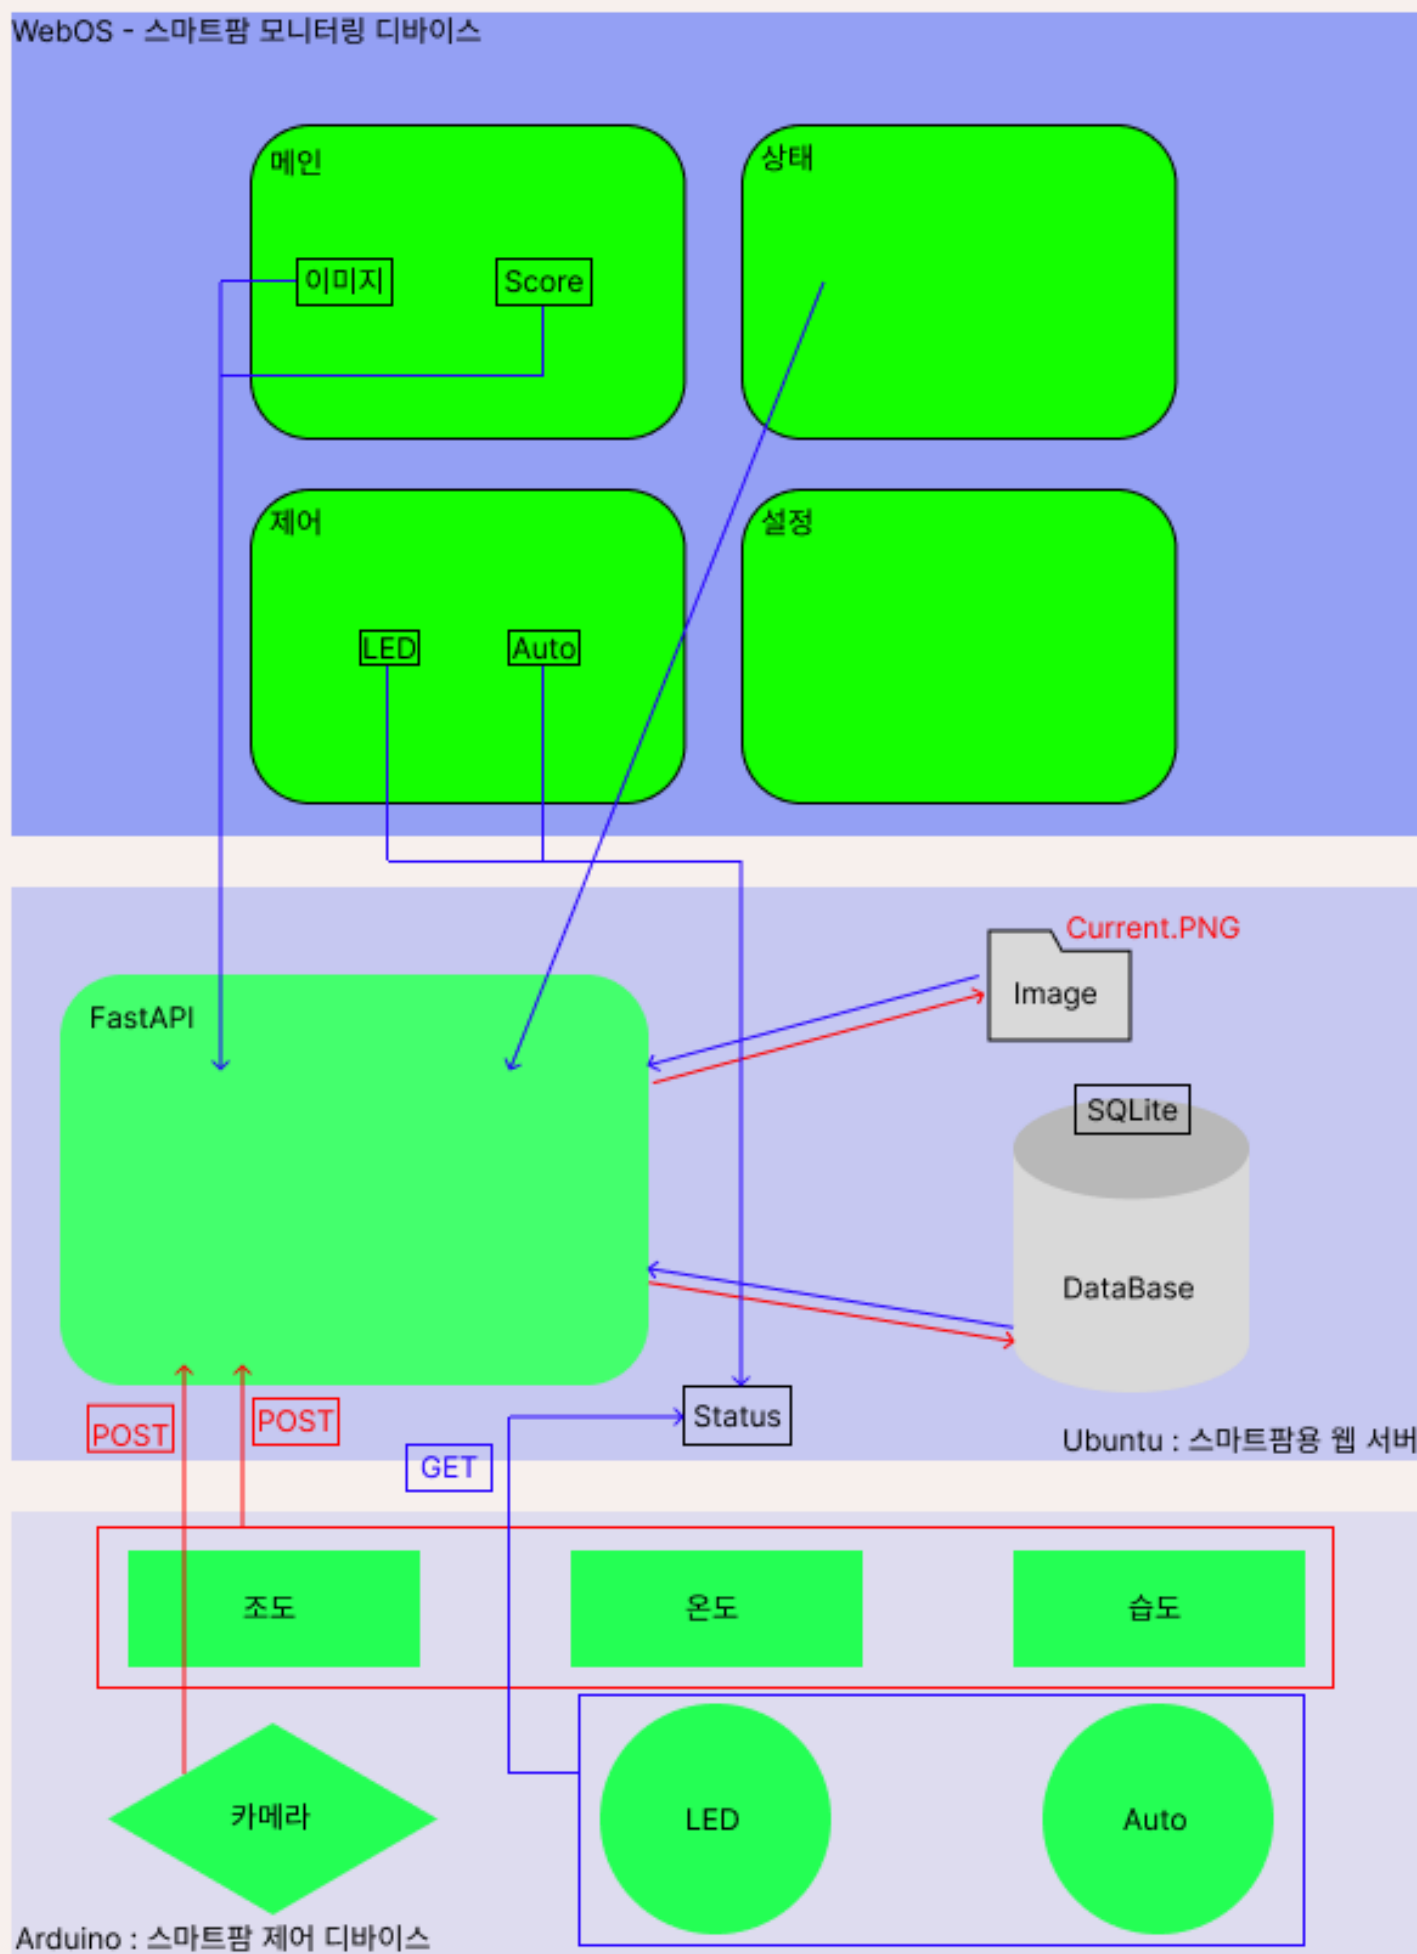 WebOS - 스마트팜 모니터링 디바이스
메인
상태
이미지
Score
제어
설정
LED
Auto
Current.PNG
Image
FastAPI
SQLite
DataBase
POST
POST
Status
GET
Ubuntu : 스마트팜용 웹 서버
조도
온도
습도
카메라
LED
Auto
Arduino : 스마트팜 제어 디바이스